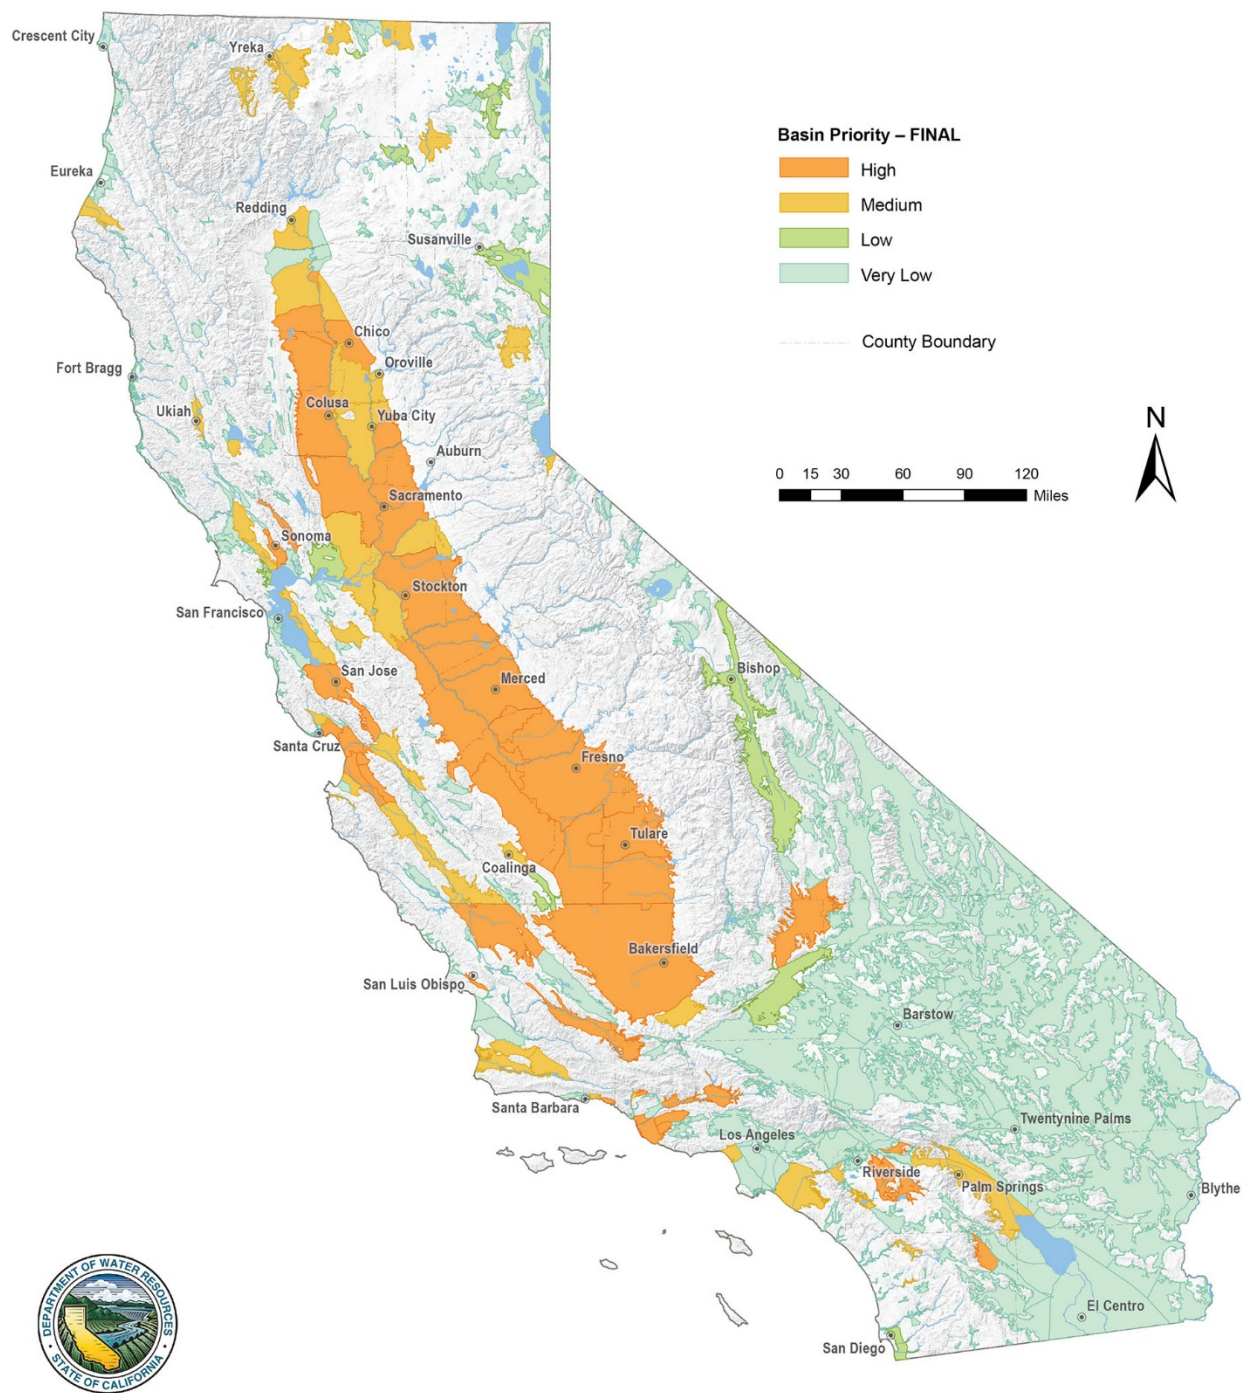 Crescent City
Yreka
Eureka
Redding
Susanville
Chico
Oroville
Fort Bragg
Ukiah
Colusa
Yuba City
Auburn
Sacramento
Sonoma
Stockton
San Francisco
San Jose
Merced
Bishop
Santa Cruz
Fresno
Tulare
Coalinga
Bakersfield
San Luis Obispo
Barstow
Santa Barbara
Los Angeles
Twentynine Palms
Riverside
Palm Springs
Blythe
El Centro
San Diego
Basin Priority – FINAL
High
Medium
Low
Very Low
County Boundary
N
0 15 30 60 90 120
Miles
DEPARTMENT OF WATER RESOURCES
STATE OF CALIFORNIA